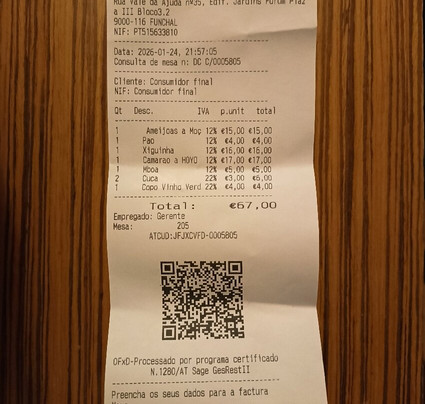 Rua Vale da Ajuda nº35, Edif. Jardins Forum Plaz
a III Bloco3.2
9000-116 FUNCHAL
NIF: PT515633810
Data: 2026-01-24, 21:57:05
Consulta de mesa n: DC C/0005805
Cliente: Consumidor final
NIF: Consumidor final
Qt Desc. IVA p.unit total
1 Ameijoas a Moç 12% €15,00 €15,00
1 Pao 12% €4,00 €4,00
1 Xiguinha 12% €16,00 €16,00
1 Camarao a MOYO 12% €17,00 €17,00
1 Mboa 12% €5,00 €5,00
2 Cuca 22% €3,00 €6,00
1 Copo Vinho Verd 22% €4,00 €4,00
Total: €67,00
Empregado: Gerente
Mesa: 205
ATCUD:JFJXCVFD-0005805
OFxD-Processado por programa certificado
N.1280/AT Sage GesRestII
Preencha os seus dados para a factura